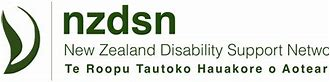 nzdsn
New Zealand Disability Support Netwo
Te Roopu Tautoko Hauakore o Aotear